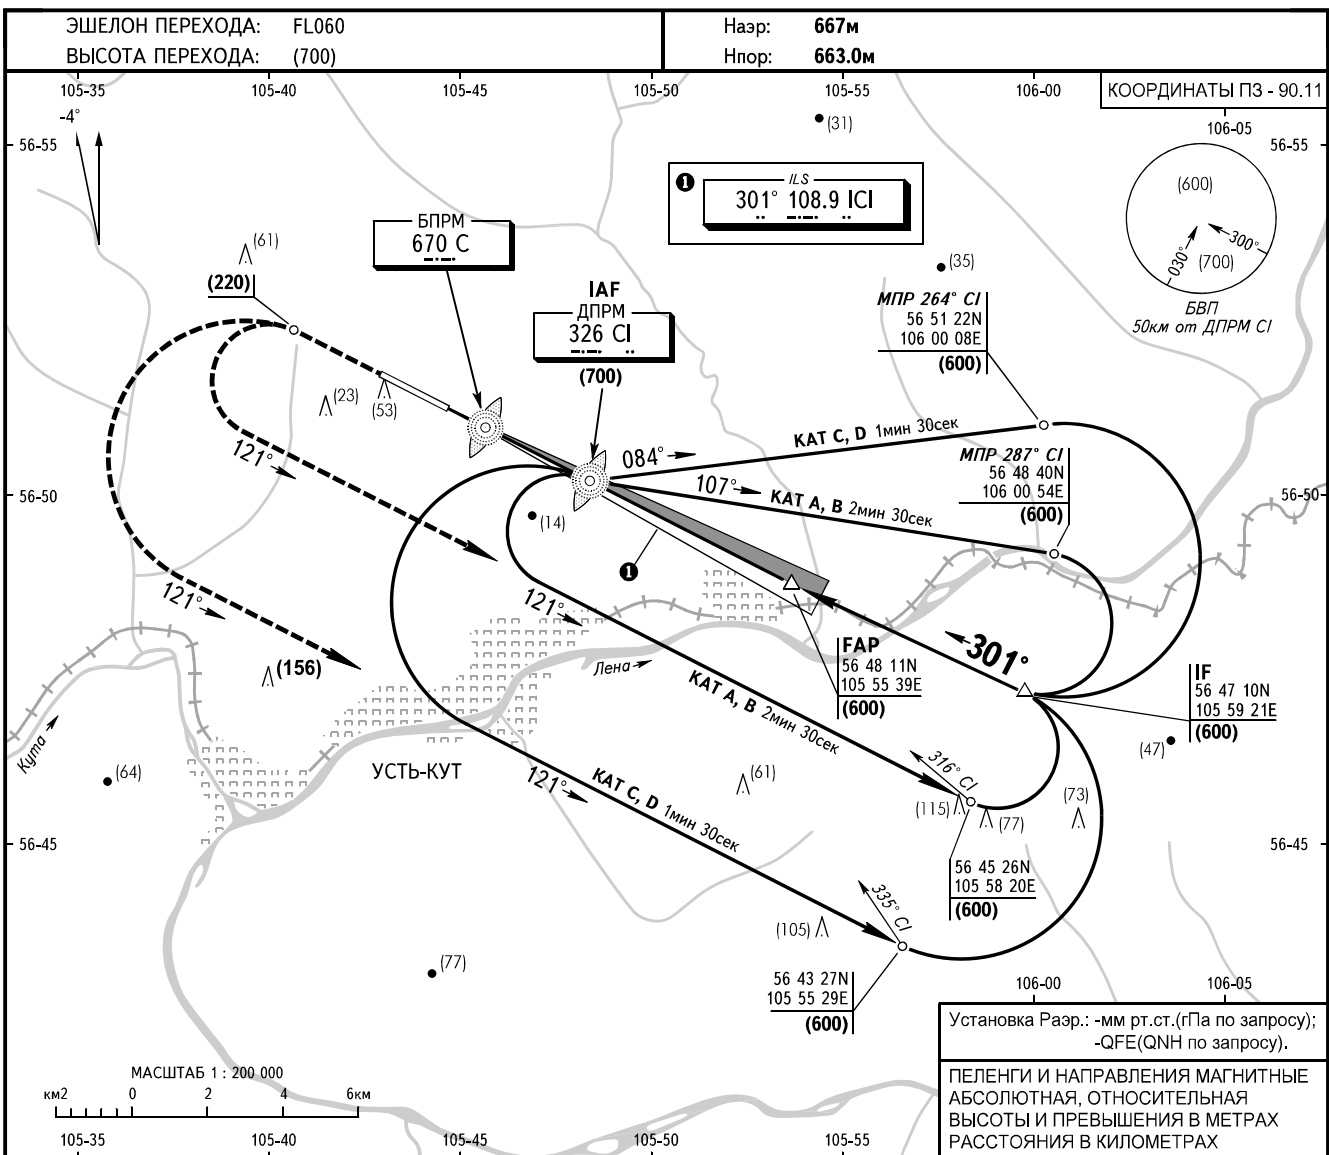 ЭШЕЛОН ПЕРЕХОДА: FL060
ВЫСОТА ПЕРЕХОДА: (700)
Hаэр: 667м
Hпор: 663.0м
105-35
105-40
105-45
105-50
105-55
106-00
КООРДИНАТЫ ПЗ - 90.11
106-05
-4°
56-55
56-55
(31)
(600)
030°
300°
(700)
БВП
50км от ДПРМ CI
1
ILS
301° 108.9 ICI
БПРМ
670 C
(61)
(220)
IAF
ДПРМ
326 CI
(700)
(35)
МПР 264° CI
56 51 22N
106 00 08E
(600)
(23)
(53)
КАТ C, D 1мин 30сек
084°
121°
МПР 287° CI
56 48 40N
106 00 54E
(600)
107°
КАТ A, B 2мин 30сек
56-50
56-50
(14)
1
121°
121°
301°
FAP
56 48 11N
105 55 39E
(600)
Лена
(156)
КАТ A, B 2мин 30сек
IF
56 47 10N
105 59 21E
(600)
Кута
(64)
УСТЬ-КУТ
121°
КАТ C, D 1мин 30сек
(61)
316° CI
(47)
(115)
(77)
(73)
56-45
56-45
56 45 26N
105 58 20E
(600)
335° CI
(105)
(77)
56 43 27N
105 55 29E
(600)
106-00
106-05
Установка Pаэр.: -мм рт.ст.(гПа по запросу);
-QFE(QNH по запросу).
МАСШТАБ 1 : 200 000
км2 0 2 4 6км
ПЕЛЕНГИ И НАПРАВЛЕНИЯ МАГНИТНЫЕ
АБСОЛЮТНАЯ, ОТНОСИТЕЛЬНАЯ
ВЫСОТЫ И ПРЕВЫШЕНИЯ В МЕТРАХ
РАССТОЯНИЯ В КИЛОМЕТРАХ
105-35
105-40
105-45
105-50
105-55